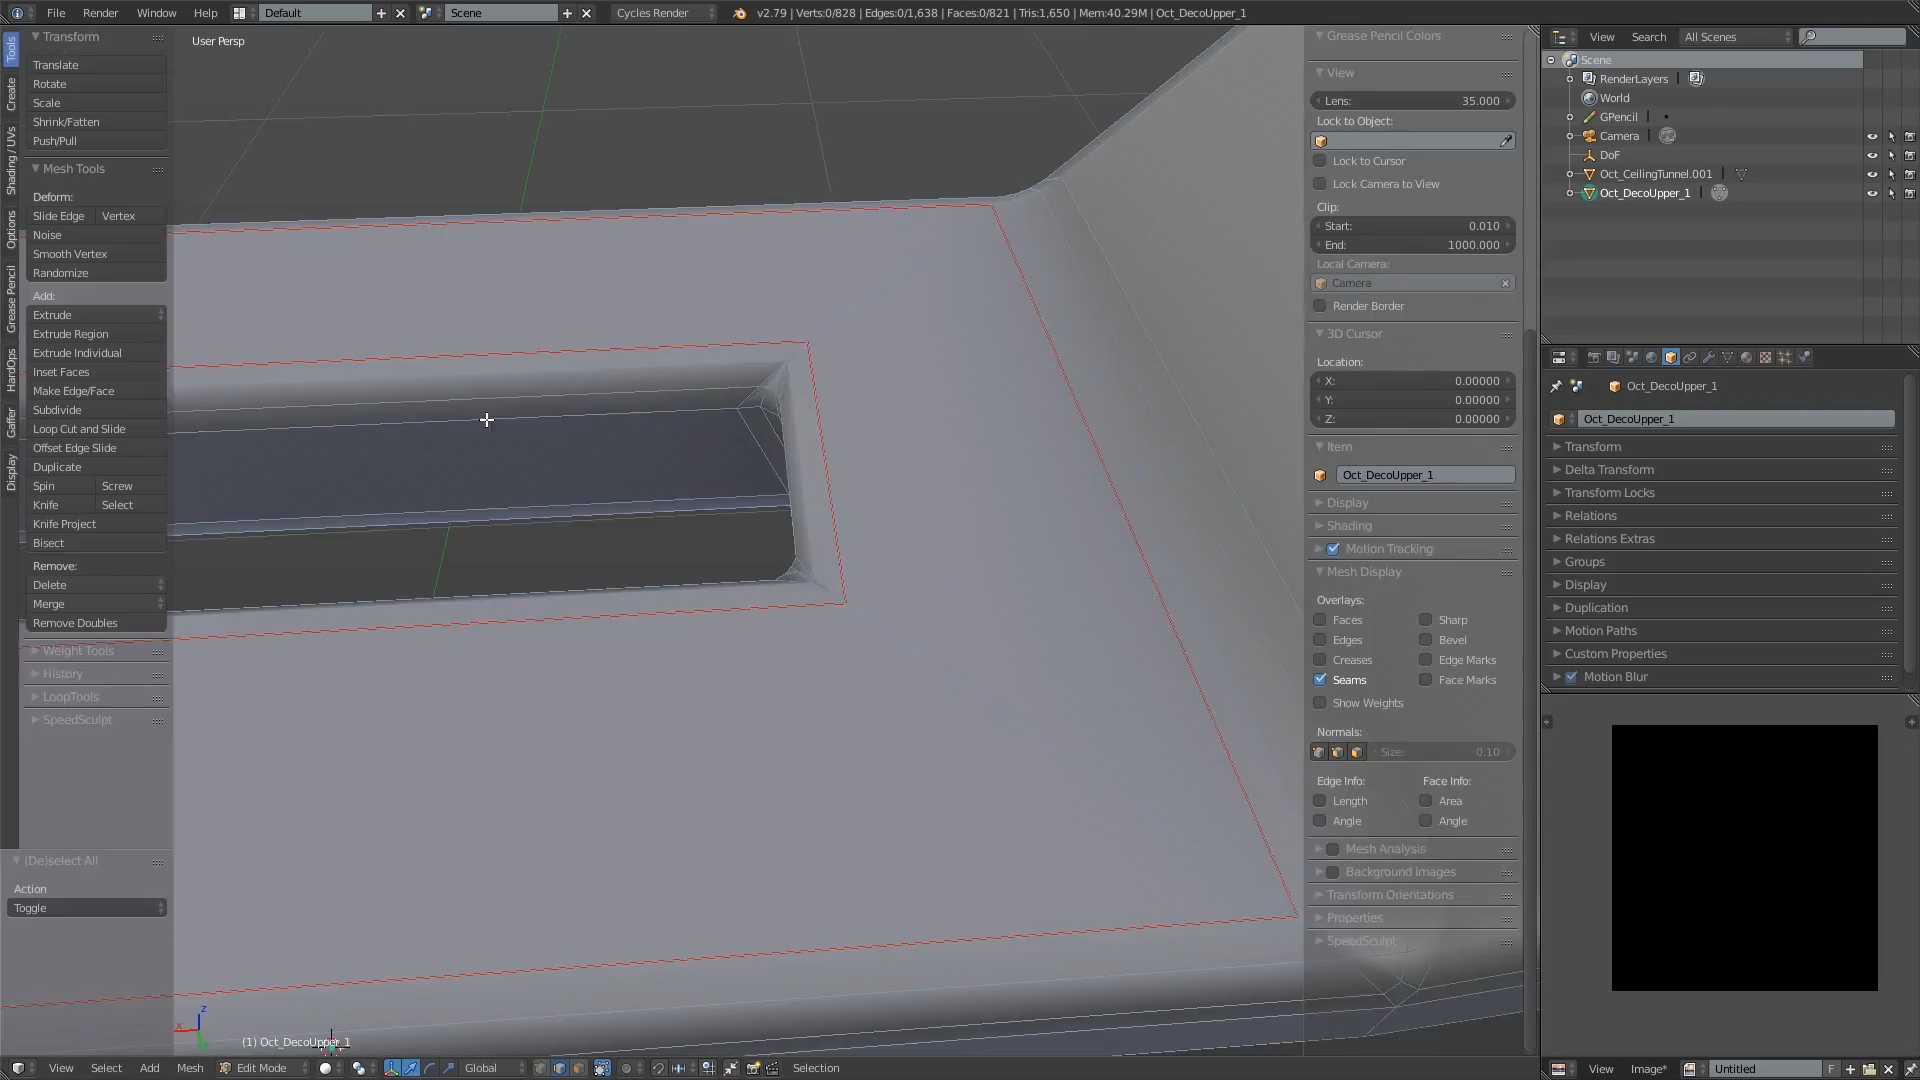 File Render Window Help Default Scene Cycles Render v2.79 | Verts:0/828 | Edges:0/1,638 | Faces:0/821 | Tris:1,650 | Mem:40.29M | Oct_DecoUpper_1
View Search All Scenes
Tools
Create
Shading / UVs
Options
Grease Pencil
HardOps
Gaffer
Display
Transform
Translate
Rotate
Scale
Shrink/Fatten
Push/Pull
Mesh Tools
Deform:
Slide Edge Vertex
Noise
Smooth Vertex
Randomize
Add:
Extrude
Extrude Region
Extrude Individual
Inset Faces
Make Edge/Face
Subdivide
Loop Cut and Slide
Offset Edge Slide
Duplicate
Spin Screw
Knife Select
Knife Project
Bisect
Remove:
Delete
Merge
Remove Doubles
Weight Tools
History
LoopTools
SpeedSculpt
(De)select All
Action
Toggle
User Persp
z
x
(1) Oct_DecoUpper_1
Grease Pencil Colors
View
Lens: 35.000
Lock to Object:
Lock to Cursor
Lock Camera to View
Clip:
Start: 0.010
End: 1000.000
Local Camera:
Camera
Render Border
3D Cursor
Location:
X: 0.00000
Y: 0.00000
Z: 0.00000
Item
Oct_DecoUpper_1
Display
Shading
Motion Tracking
Mesh Display
Overlays:
Faces Sharp
Edges Bevel
Creases Edge Marks
Seams Face Marks
Show Weights
Normals:
Size: 0.10
Edge Info: Face Info:
Length Area
Angle Angle
Mesh Analysis
Background Images
Transform Orientations
Properties
SpeedSculpt
Scene
RenderLayers
World
GPencil
Camera
DoF
Oct_CeilingTunnel.001
Oct_DecoUpper_1
Oct_DecoUpper_1
Oct_DecoUpper_1
Transform
Delta Transform
Transform Locks
Relations
Relations Extras
Groups
Display
Duplication
Motion Paths
Custom Properties
Motion Blur
View Select Add Mesh Edit Mode Global Selection
View Image* Untitled F